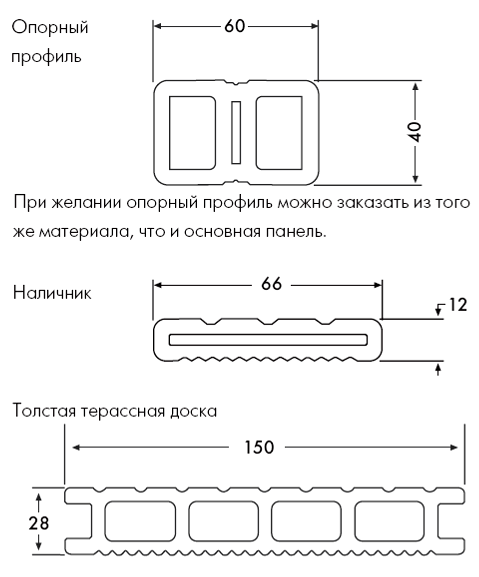 Опорный
профиль
60
40
При желании опорный профиль можно заказать из того
же материала, что и основная панель.
Наличник
66
12
Толстая терассная доска
150
28